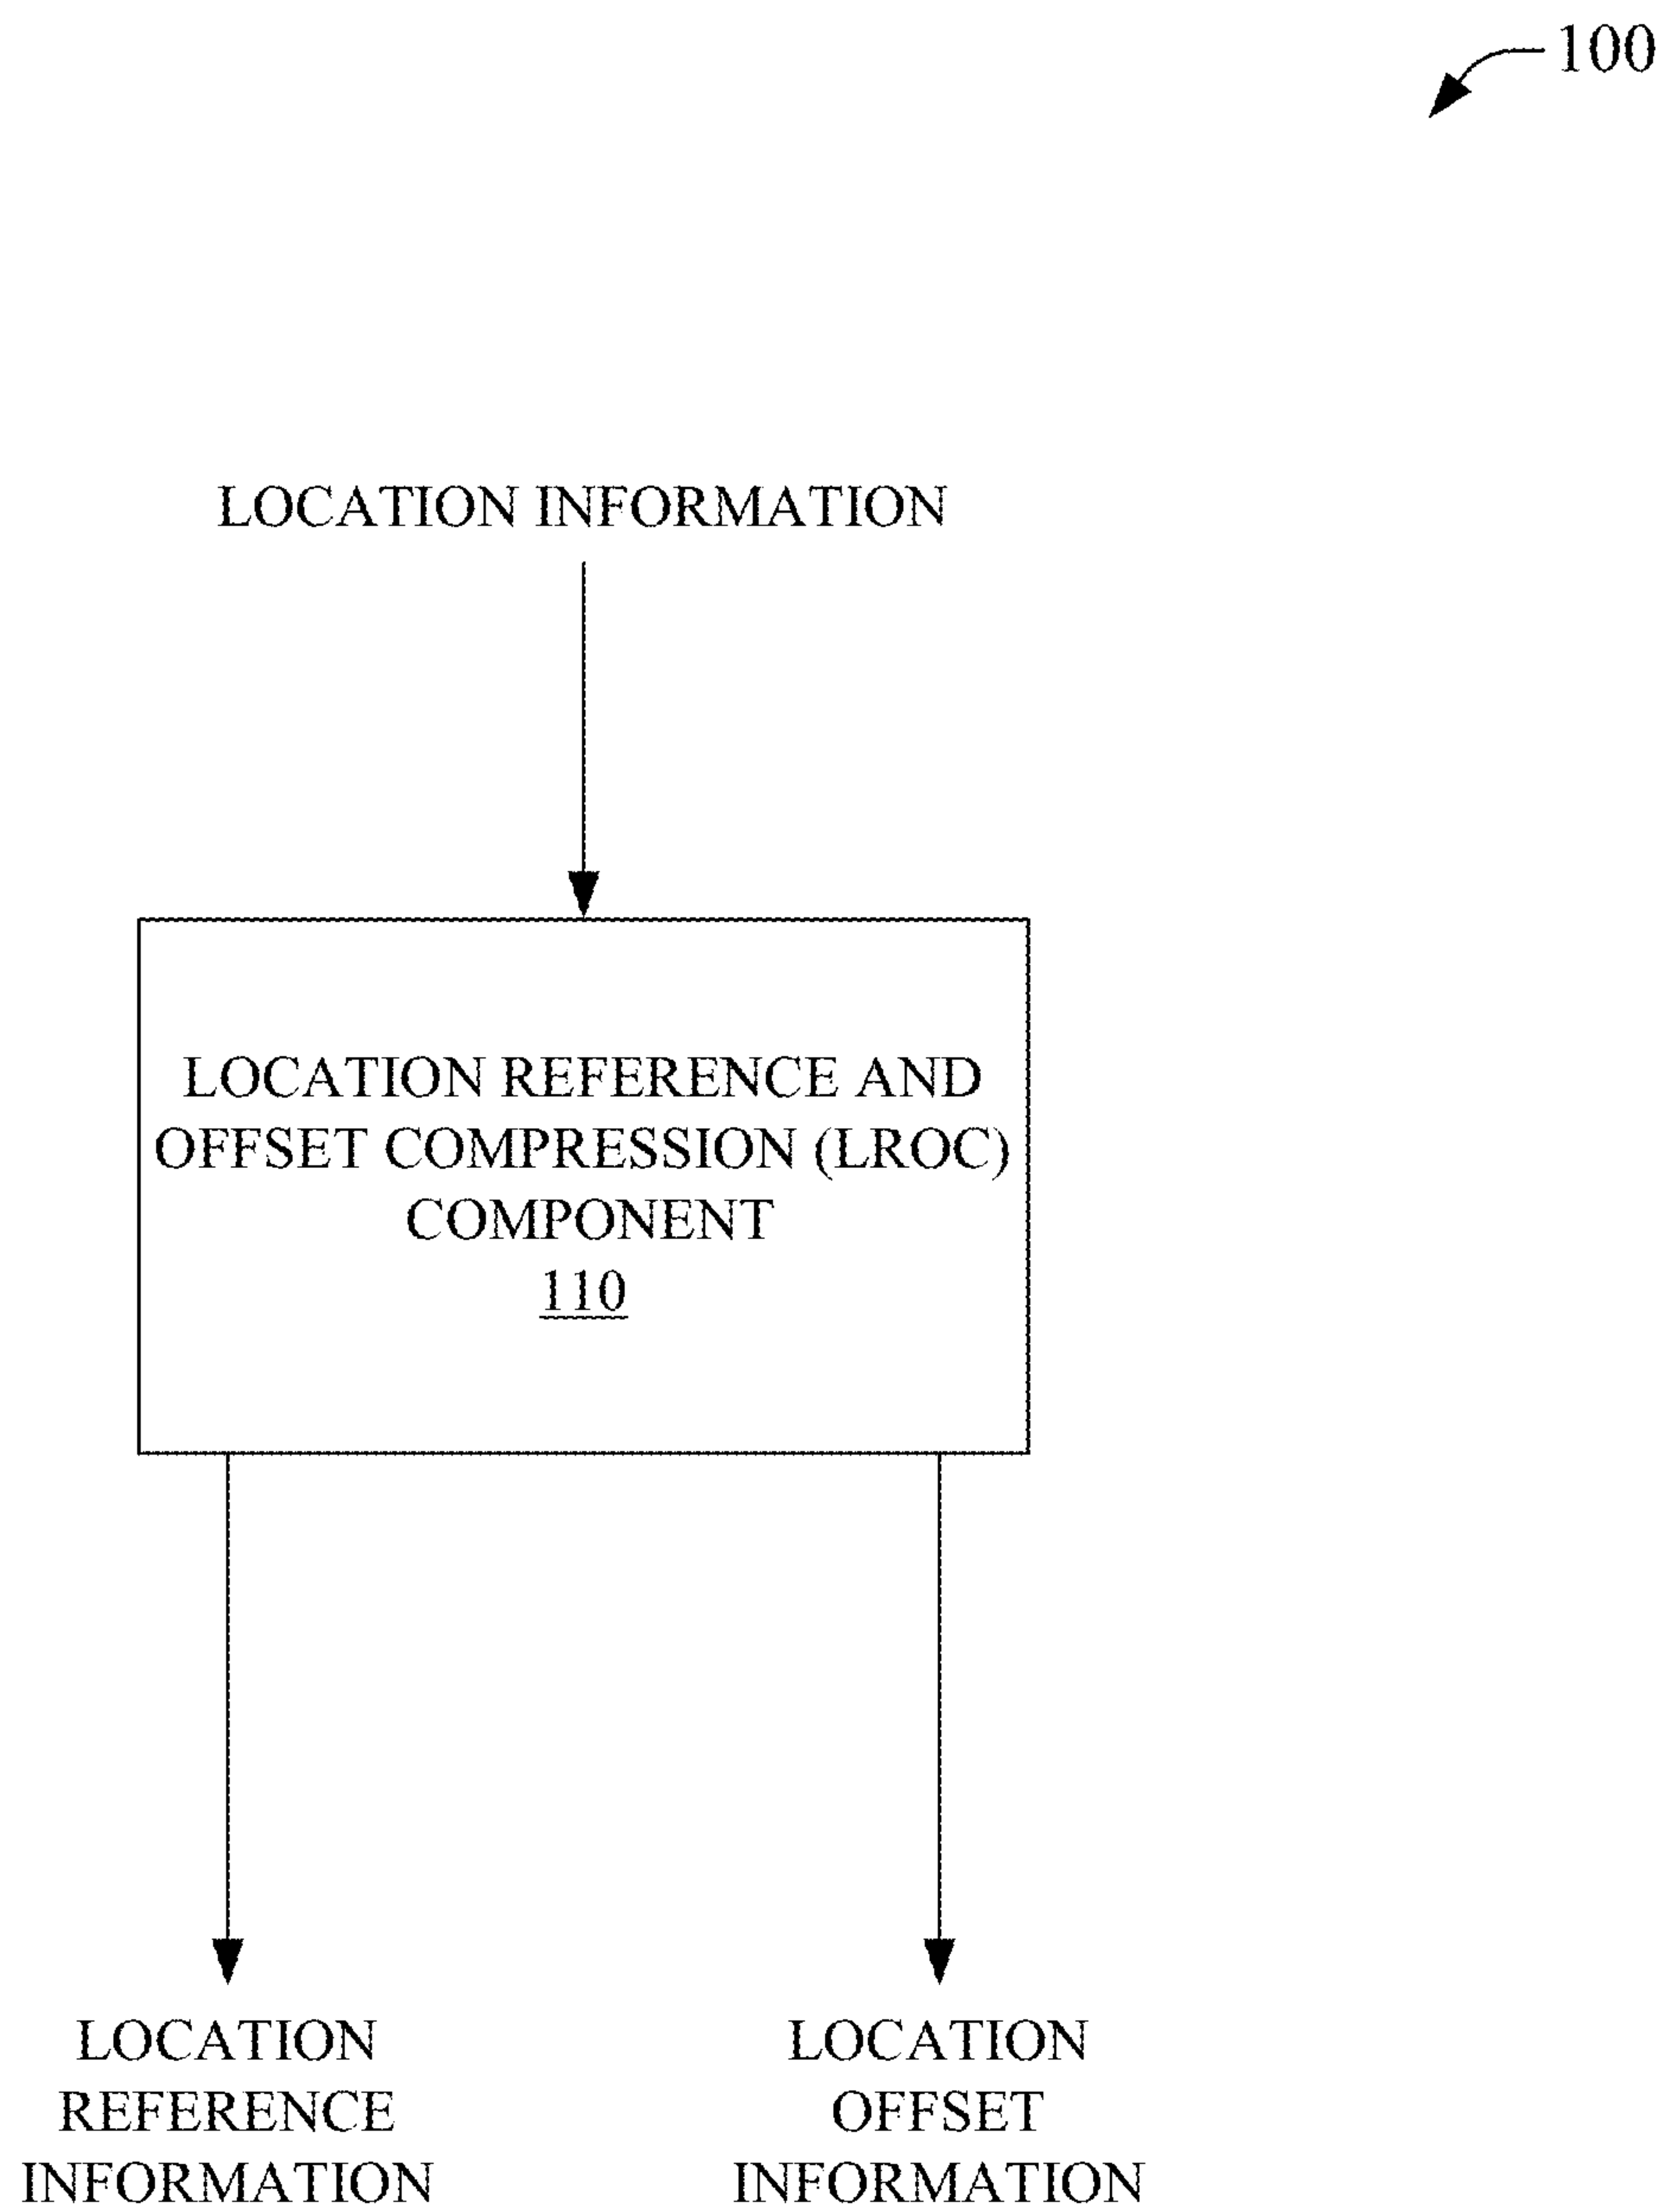 100
LOCATION INFORMATION
LOCATION REFERENCE AND
OFFSET COMPRESSION (LROC)
COMPONENT
110
LOCATION
REFERENCE
INFORMATION
LOCATION
OFFSET
INFORMATION